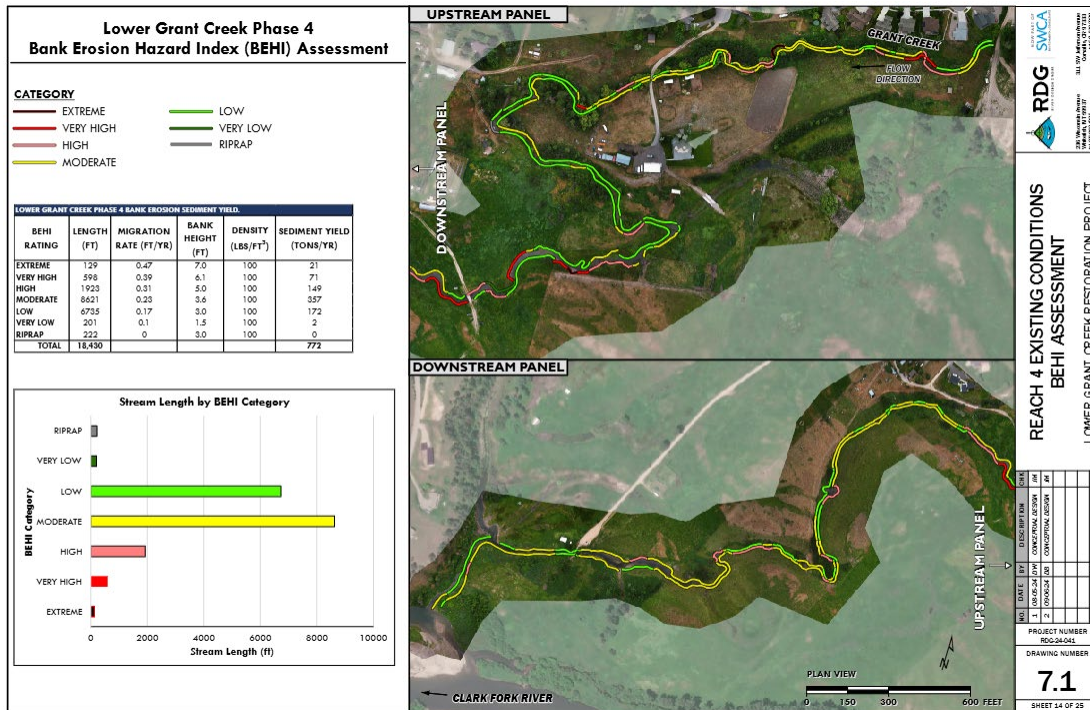 Lower Grant Creek Phase 4
Bank Erosion Hazard Index (BEHI) Assessment
CATEGORY
EXTREME
VERY HIGH
HIGH
MODERATE
LOW
VERY LOW
RIPRAP
LOWER GRANT CREEK PHASE 4 BANK EROSION SEDIMENT YIELD.
BEHI RATING LENGTH (FT) MIGRATION RATE (FT/YR) BANK HEIGHT (FT) DENSITY (LBS/FT³) SEDIMENT YIELD (TONS/YR)
EXTREME 129 0.47 7.0 100 21
VERY HIGH 598 0.39 6.1 100 71
HIGH 1923 0.31 5.0 100 149
MODERATE 8621 0.23 3.6 100 357
LOW 6735 0.17 3.0 100 172
VERY LOW 201 0.1 1.5 100 2
RIPRAP 222 0 3.0 100 0
TOTAL 18,430 772
Stream Length by BEHI Category
BEHI Category
RIPRAP
VERY LOW
LOW
MODERATE
HIGH
VERY HIGH
EXTREME
0 2000 4000 6000 8000 10000
Stream Length (ft)
UPSTREAM PANEL
GRANT CREEK
FLOW
DIRECTION
DOWNSTREAM PANEL
DOWNSTREAM PANEL
UPSTREAM PANEL
CLARK FORK RIVER
N
PLAN VIEW
0 150 300 600 FEET
RDG
SWCA
REACH 4 EXISTING CONDITIONS
BEHI ASSESSMENT
LOWER GRANT CREEK RESTORATION PROJECT
NO. DATE BY DESCRIPTION CHK
1 08-05-24 DW CONCEPTUAL DESIGN
2 09-06-24 DB CONCEPTUAL DESIGN
PROJECT NUMBER
RDG-24-041
DRAWING NUMBER
7.1
SHEET 14 OF 25